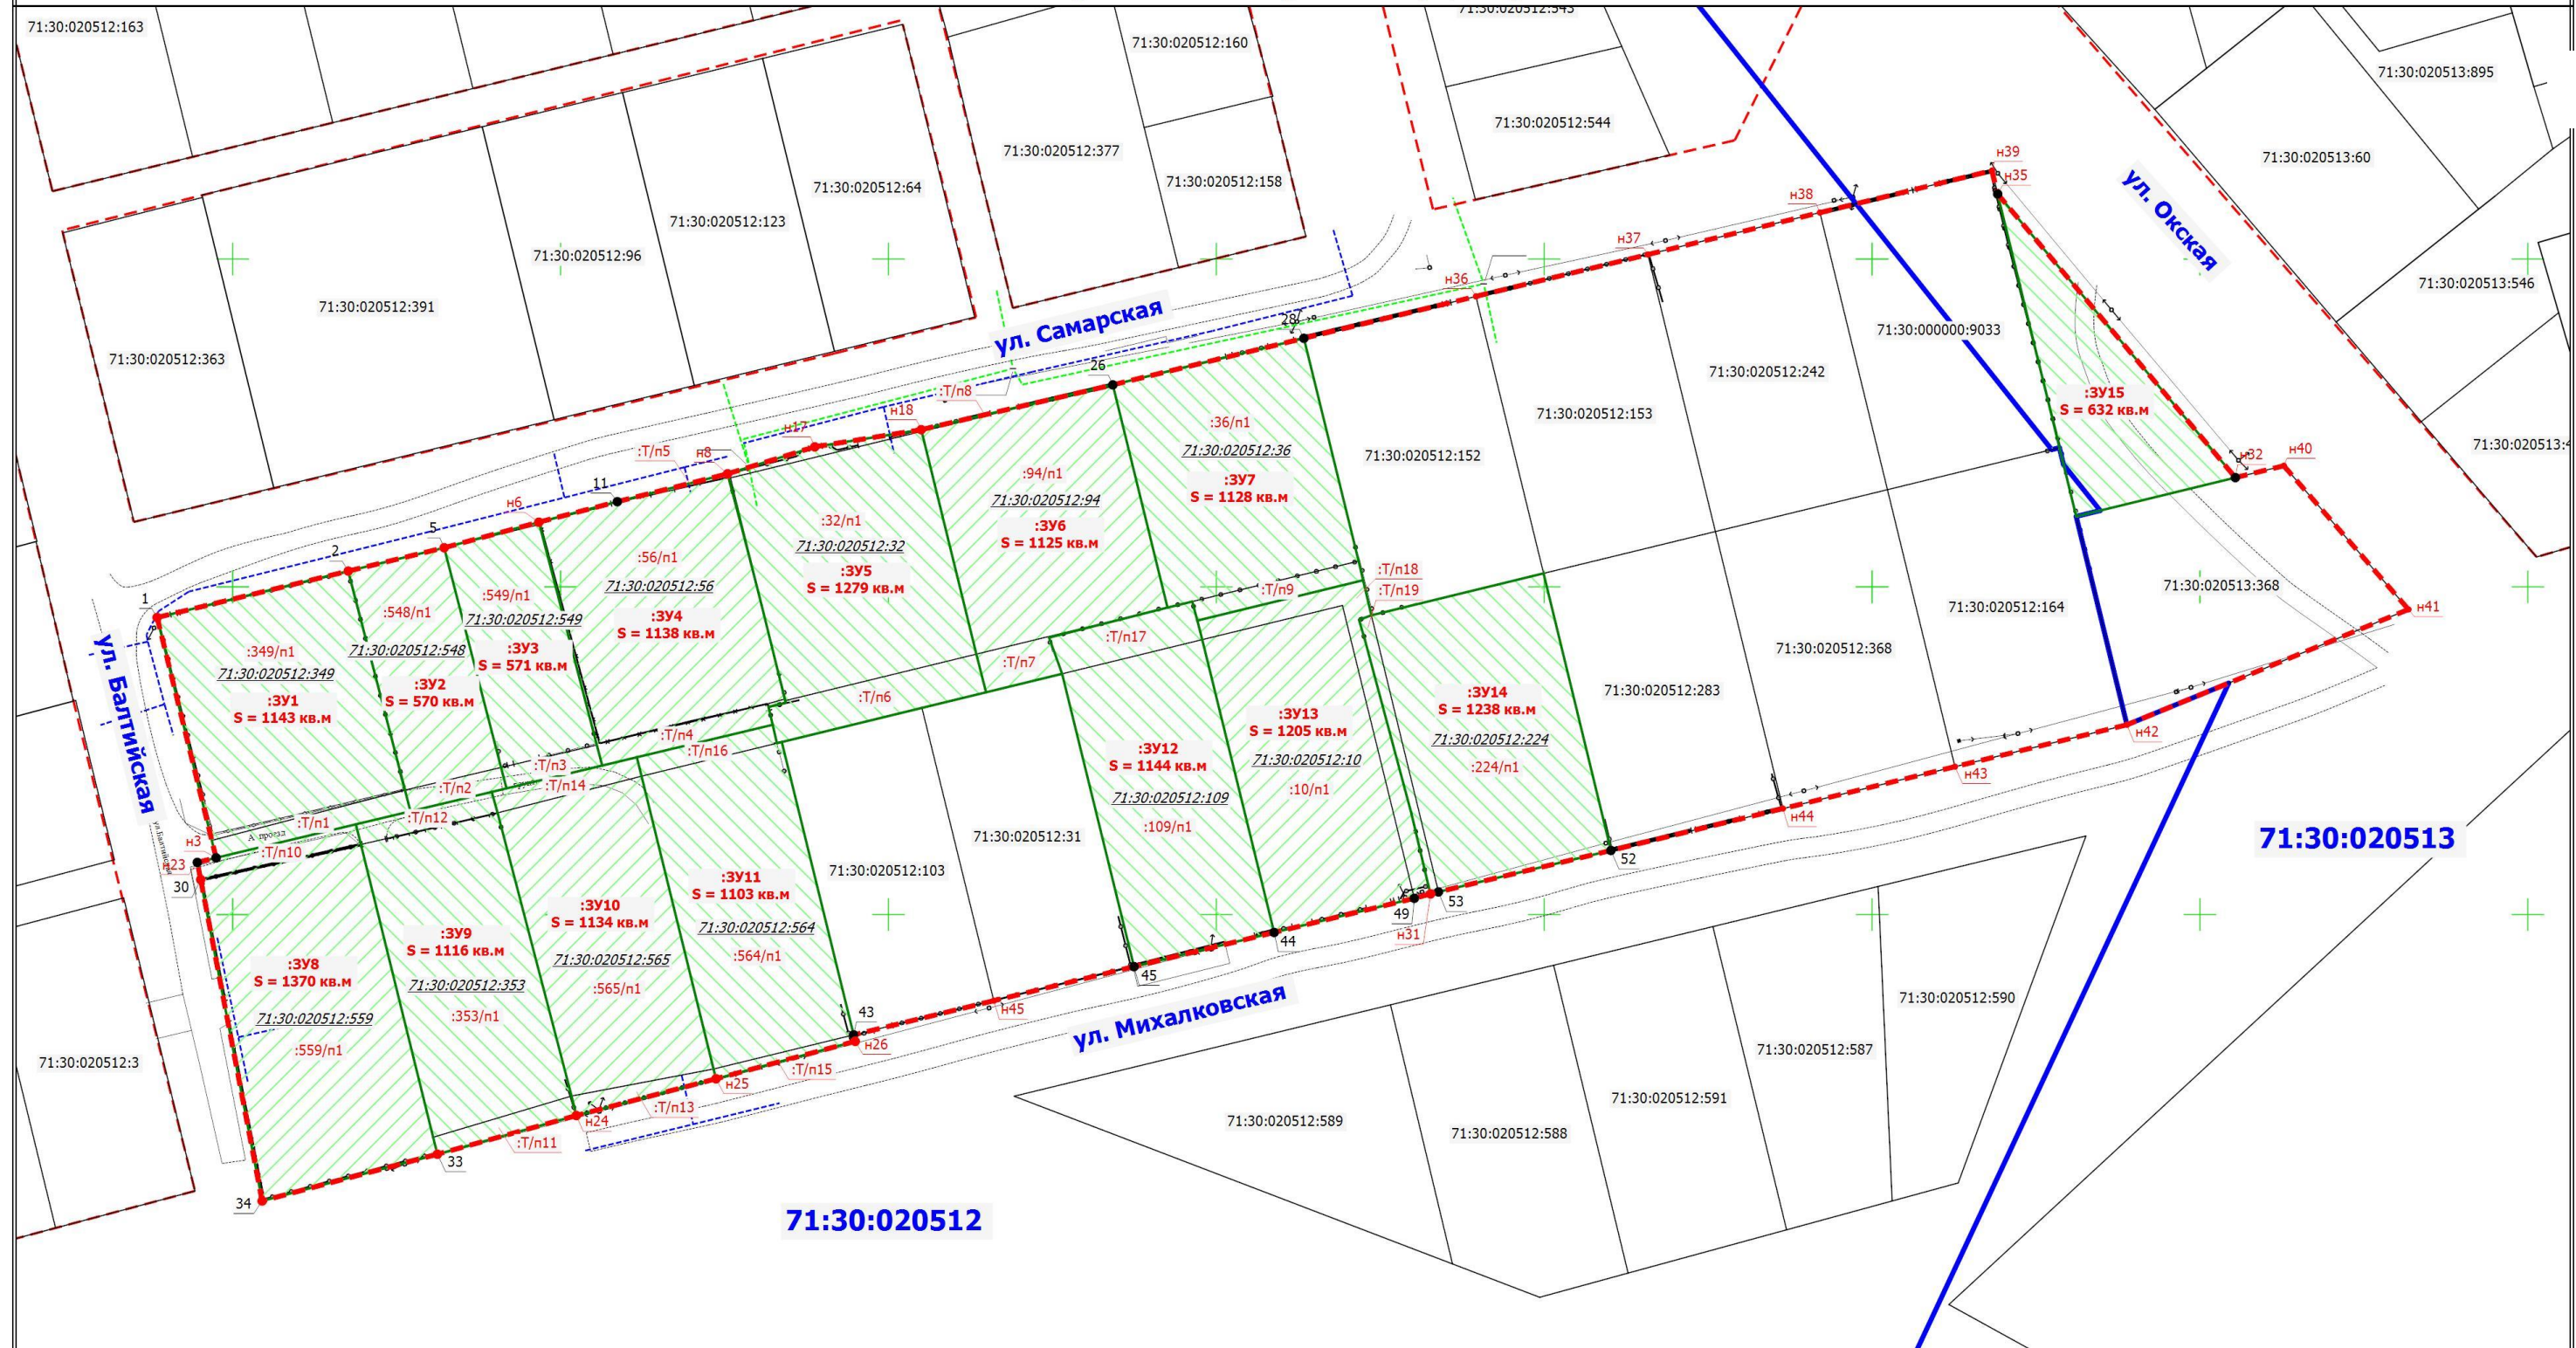 71:30:020512:163
71:30:020512:160
71:30:020512:543
71:30:020513:895
71:30:020512:377
71:30:020512:158
71:30:020512:544
71:30:020513:60
71:30:020512:64
71:30:020512:123
71:30:020512:96
71:30:020512:391
71:30:020512:363
н39
н35
н38
н37
н36
ул. Окская
71:30:020513:546
ул. Самарская
28
26
71:30:000000:9033
71:30:020512:242
71:30:020512:153
71:30:020512:152
:ЗУ15
S = 632 кв.м
71:30:020513:4
н32
н40
н41
:Т/п8
н18
н17
:Т/п5
н8
11
н6
5
2
1
:36/п1
71:30:020512:36
:ЗУ7
S = 1128 кв.м
:94/п1
71:30:020512:94
:ЗУ6
S = 1125 кв.м
:32/п1
71:30:020512:32
:ЗУ5
S = 1279 кв.м
:56/п1
71:30:020512:56
:ЗУ4
S = 1138 кв.м
:549/п1
71:30:020512:549
:ЗУ3
S = 571 кв.м
:548/п1
71:30:020512:548
:ЗУ2
S = 570 кв.м
:349/п1
71:30:020512:349
:ЗУ1
S = 1143 кв.м
ул. Балтийская
:Т/п18
:Т/п19
:Т/п9
:Т/п17
:Т/п7
:Т/п6
:Т/п4
:Т/п16
:Т/п3
:Т/п14
:Т/п2
:Т/п12
:Т/п1
:Т/п10
А проезд
н3
н23
30
71:30:020513:368
71:30:020512:164
71:30:020512:368
71:30:020512:283
:ЗУ14
S = 1238 кв.м
71:30:020512:224
:224/п1
:ЗУ13
S = 1205 кв.м
71:30:020512:10
:10/п1
:ЗУ12
S = 1144 кв.м
71:30:020512:109
:109/п1
71:30:020512:31
71:30:020512:103
:ЗУ11
S = 1103 кв.м
71:30:020512:564
:564/п1
:ЗУ10
S = 1134 кв.м
71:30:020512:565
:565/п1
:ЗУ9
S = 1116 кв.м
71:30:020512:353
:353/п1
:ЗУ8
S = 1370 кв.м
71:30:020512:559
:559/п1
н42
н43
н44
52
53
49
н31
44
45
н45
43
н26
н25
:Т/п15
:Т/п13
н24
:Т/п11
33
34
71:30:020513
ул. Михалковская
71:30:020512:3
71:30:020512:590
71:30:020512:587
71:30:020512:591
71:30:020512:588
71:30:020512:589
71:30:020512